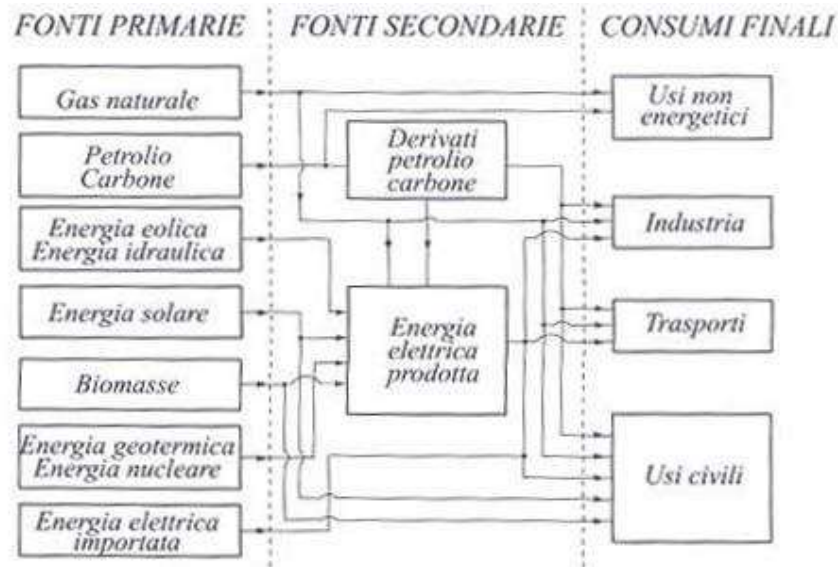 FONTI PRIMARIE
FONTI SECONDARIE
CONSUMI FINALI
Gas naturale
Petrolio
Carbone
Energia eolica
Energia idraulica
Energia solare
Biomasse
Energia geotermica
Energia nucleare
Energia elettrica
importata
Derivati
petrolio
carbone
Energia
elettrica
prodotta
Usi non
energetici
Industria
Trasporti
Usi civili